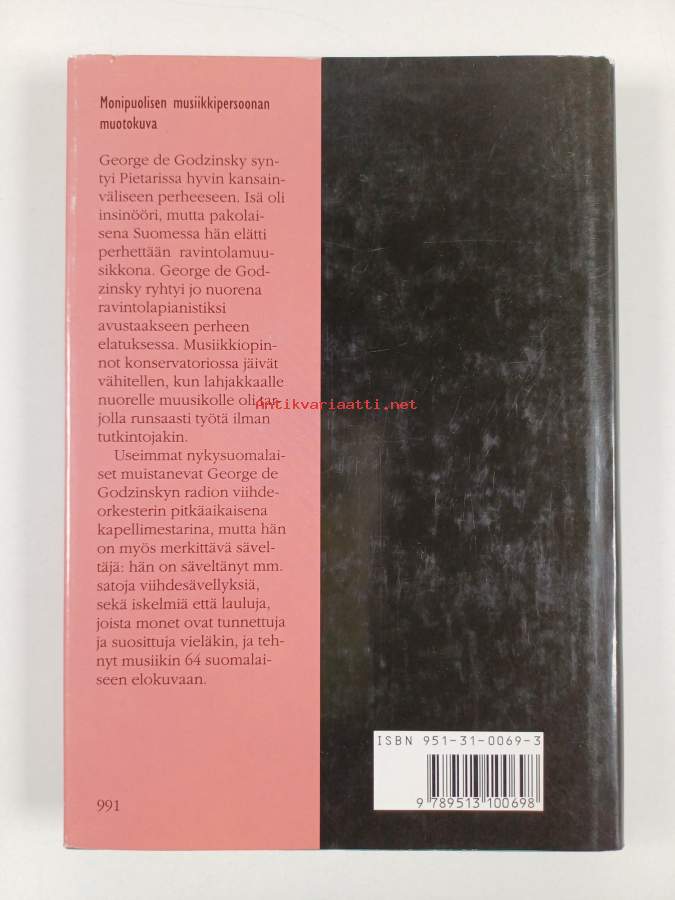 Monipuolisen musiikkipersoonan
muotokuva
George de Godzinsky syn-
tyi Pietarissa hyvin kansain-
väliseen perheeseen. Isä oli
insinööri, mutta pakolai-
sena Suomessa hän elätti
perhettään ravintolamuu-
sikkona. George de God-
zinsky ryhtyi jo nuorena
ravintolapianistiksi
avustaakseen perheen
elatuksessa. Musiikkiopin-
not konservatoriossa jäivät
vähitellen, kun lahjakkaalle
nuorelle muusikolle oli tar-
jolla runsaasti työtä ilman
tutkintojakin.
Useimmat nykysuomalai-
set muistanevat George de
Godzinskyn radion viihde-
orkesterin pitkäaikaisena
kapellimestarina, mutta hän
on myös merkittävä sävel-
täjä: hän on säveltänyt mm.
satoja viihdesävellyksiä,
sekä iskelmiä että lauluja,
joista monet ovat tunnettuja
ja suosittuja vieläkin, ja teh-
nyt musiikin 64 suomalai-
seen elokuvaan.
991
Antikvariaatti.net
ISBN 951-31-0069-3
9 789513 100698